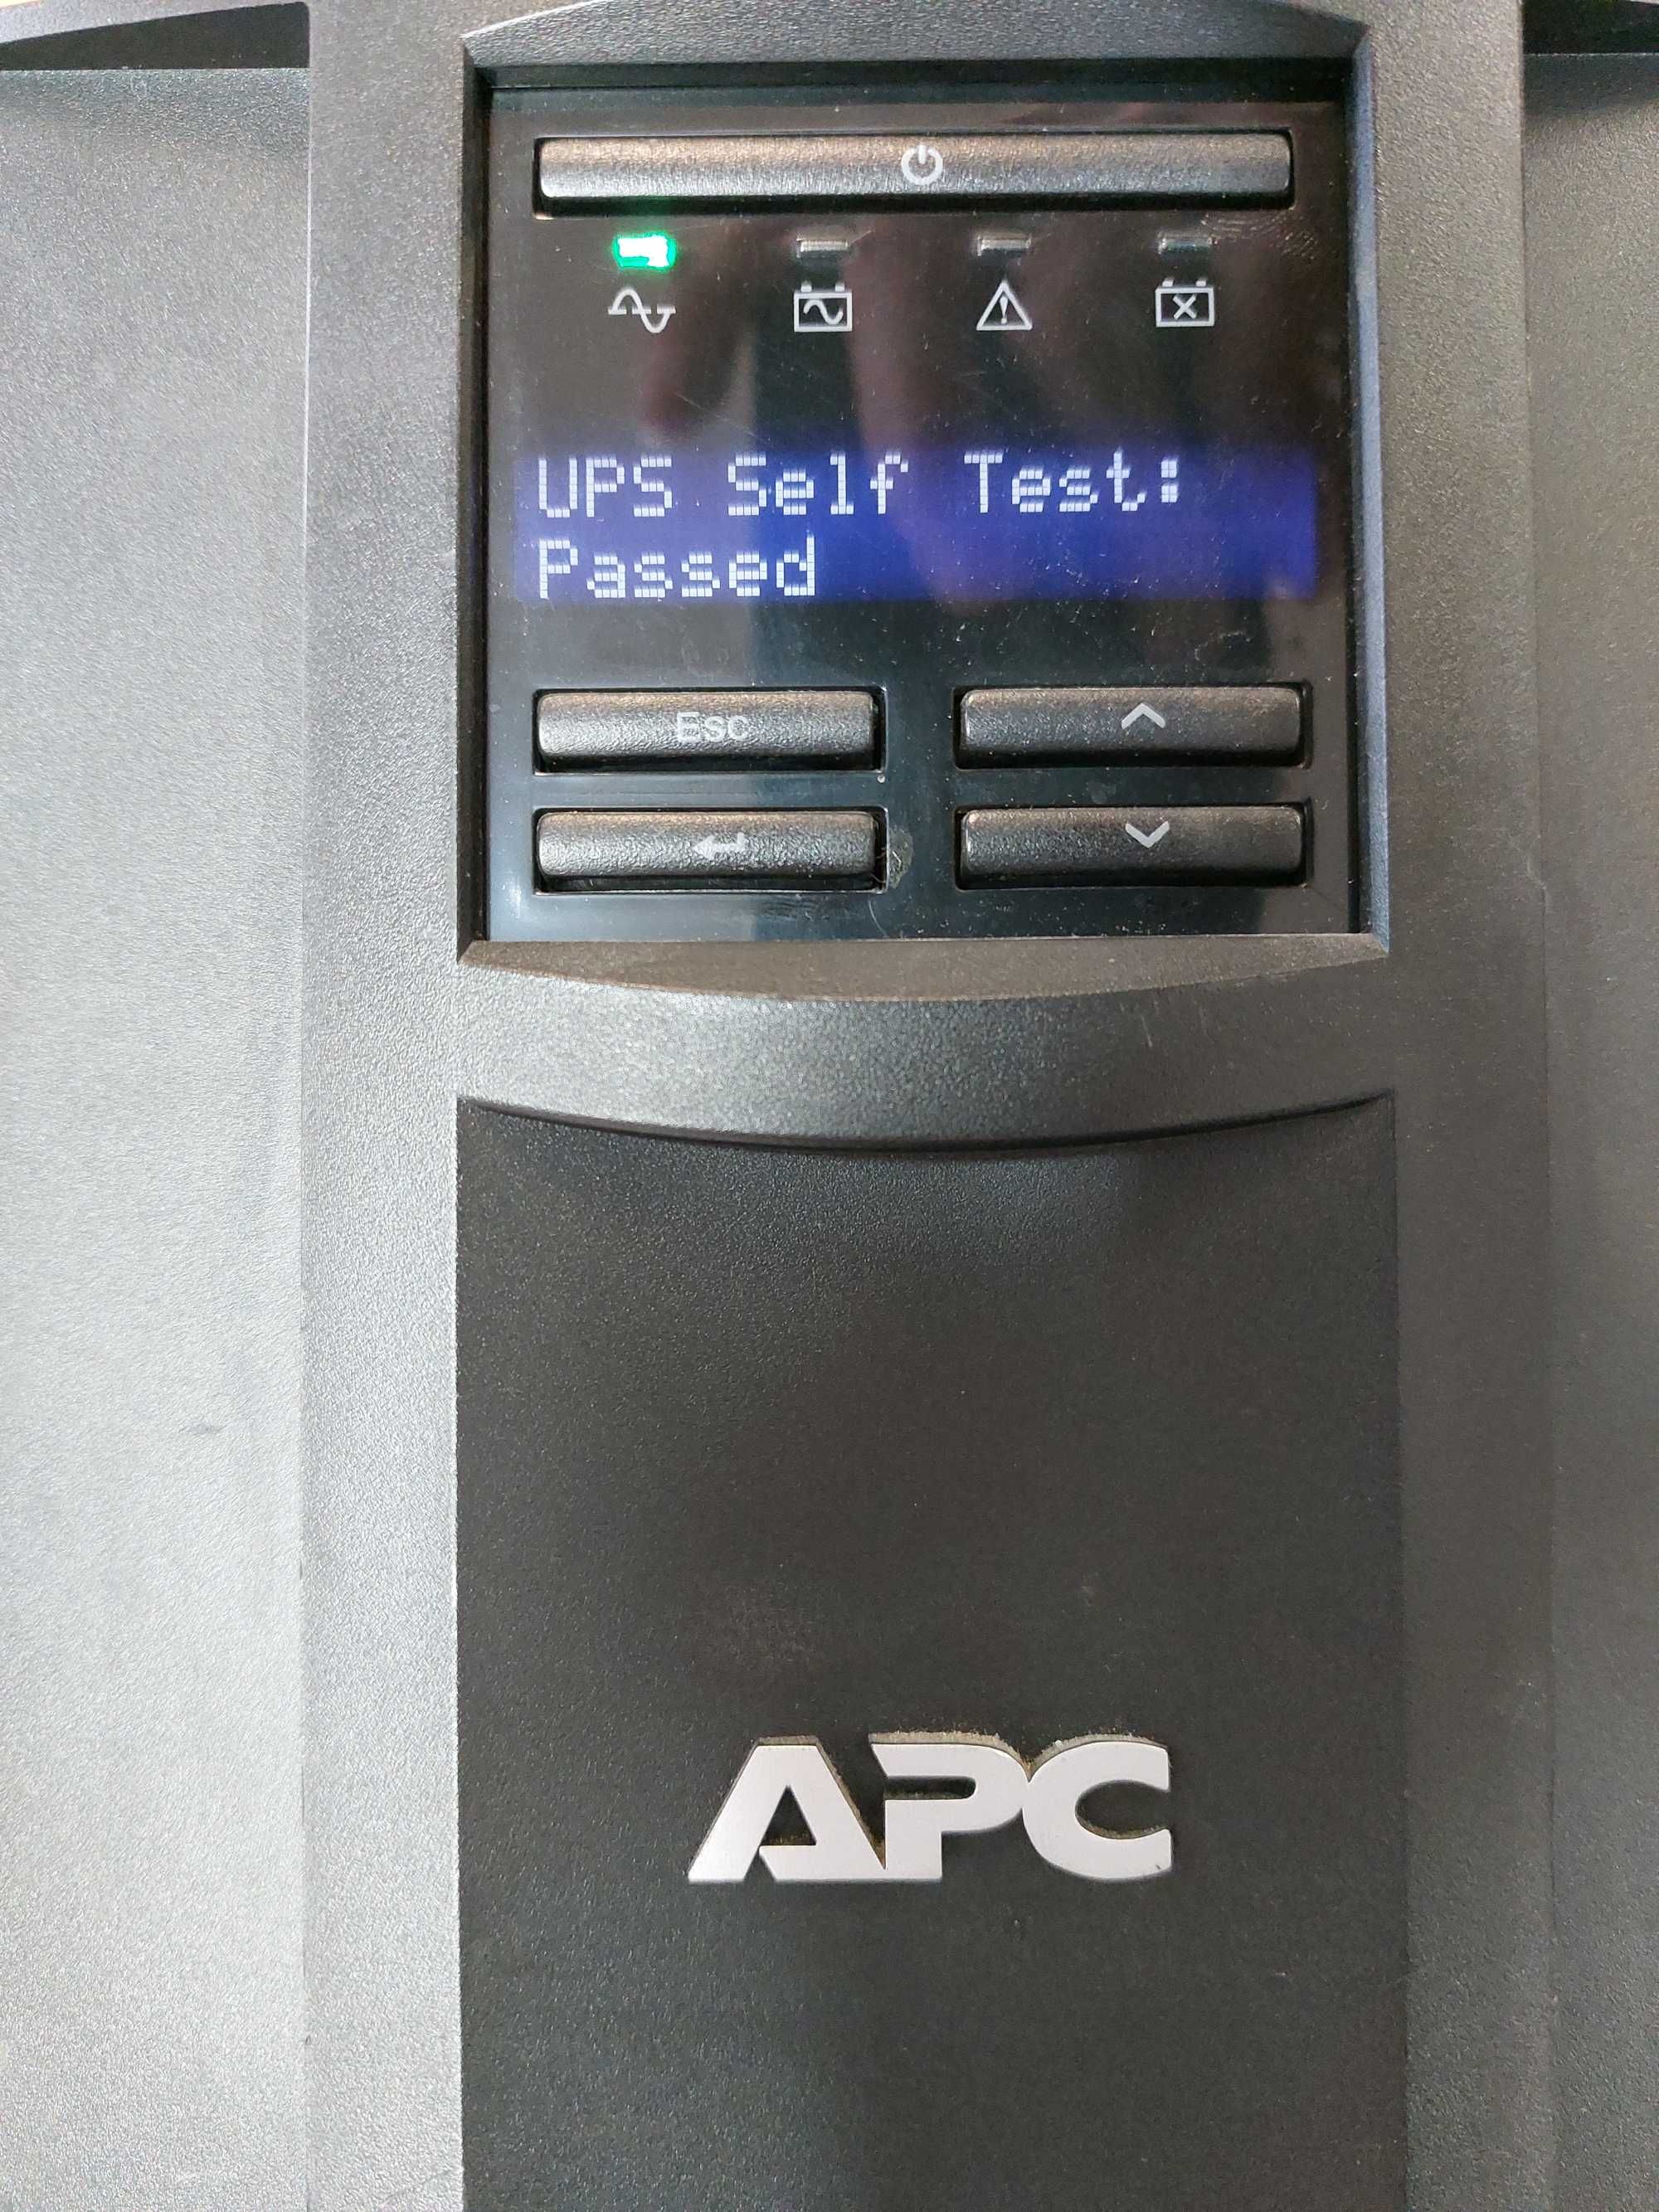 UPS Self Test:
Passed
Esc
APC